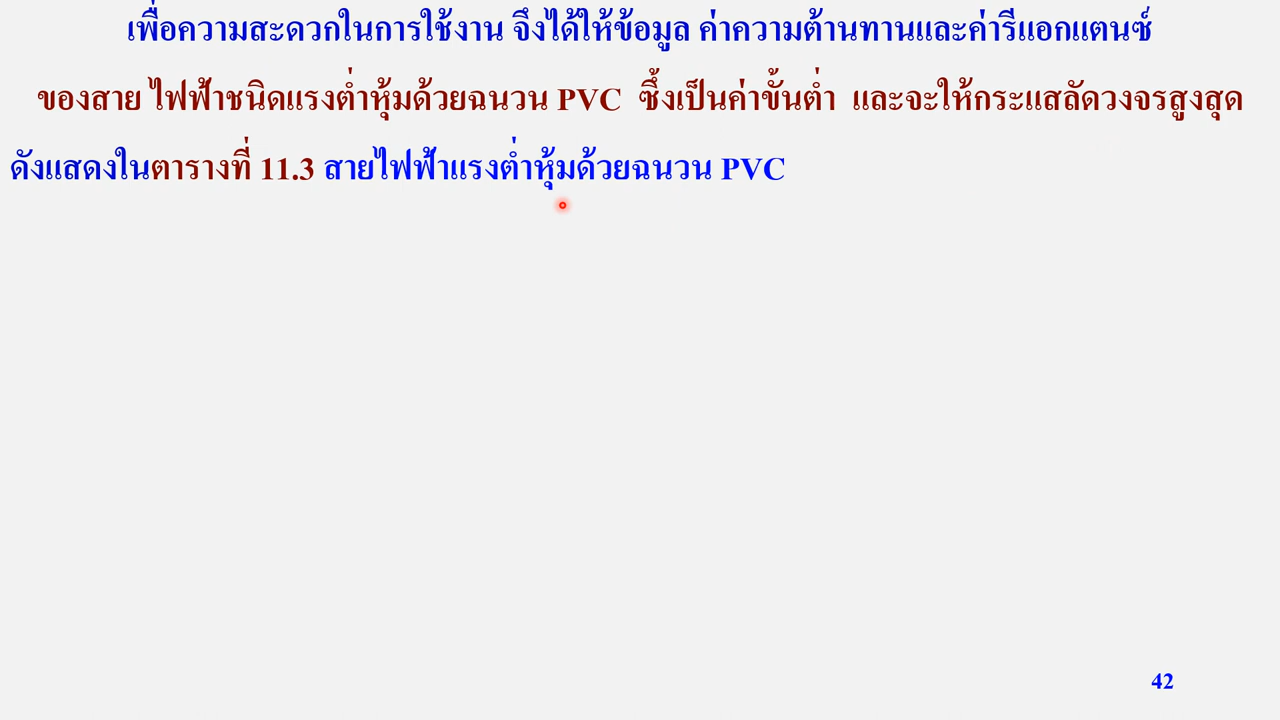 เพื่อความสะดวกในการใช้งาน จึงได้ให้ข้อมูล ค่าความต้านทานและค่ารีแอกแตนซ์
ของสาย ไฟฟ้าชนิดแรงต่ำหุ้มด้วยฉนวน PVC ซึ้งเป็นค่าขั้นต่ำ และจะให้กระแสลัดวงจรสูงสุด
ดังแสดงในตารางที่ 11.3 สายไฟฟ้าแรงต่ำหุ้มด้วยฉนวน PVC
42